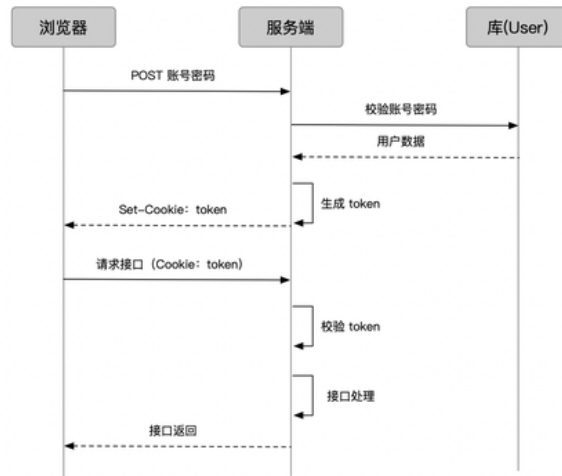 浏览器
服务端
库(User)
POST 账号密码
校验账号密码
用户数据
生成 token
Set-Cookie: token
请求接口（Cookie: token）
校验 token
接口处理
接口返回